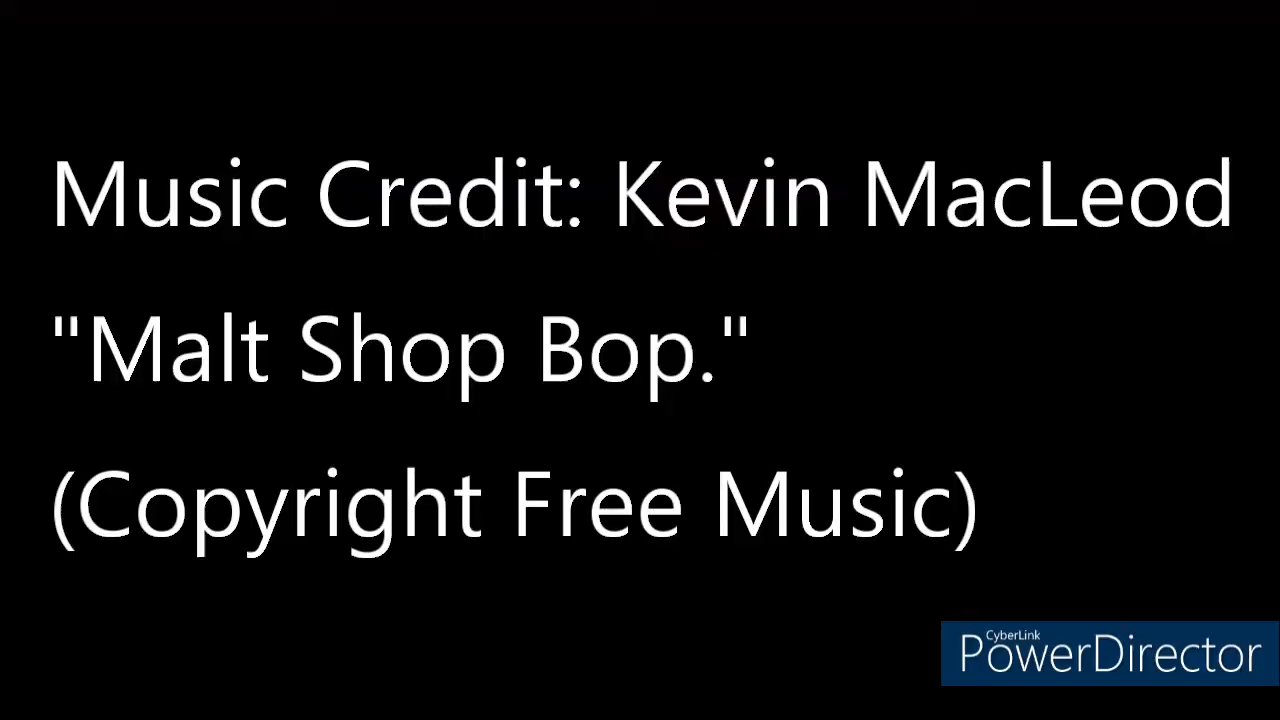 Music Credit: Kevin MacLeod
"Malt Shop Bop."
(Copyright Free Music)
CyberLink
PowerDirector